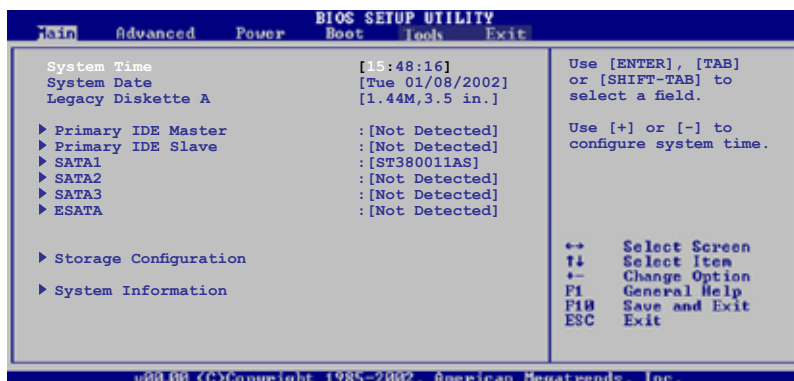 BIOS SETUP UTILITY
Main Advanced Power Boot Tools Exit
System Time [15:48:16]
System Date [Tue 01/08/2002]
Legacy Diskette A [1.44M,3.5 in.]
Primary IDE Master :[Not Detected]
Primary IDE Slave :[Not Detected]
SATA1 :[ST380011AS]
SATA2 :[Not Detected]
SATA3 :[Not Detected]
ESATA :[Not Detected]
Storage Configuration
System Information
Use [ENTER], [TAB]
or [SHIFT-TAB] to
select a field.
Use [+] or [-] to
configure system time.
↔ Select Screen
↑↓ Select Item
+- Change Option
F1 General Help
F10 Save and Exit
ESC Exit
v00.00 (C)Copyright 1985-2002, American Megatrends, Inc.